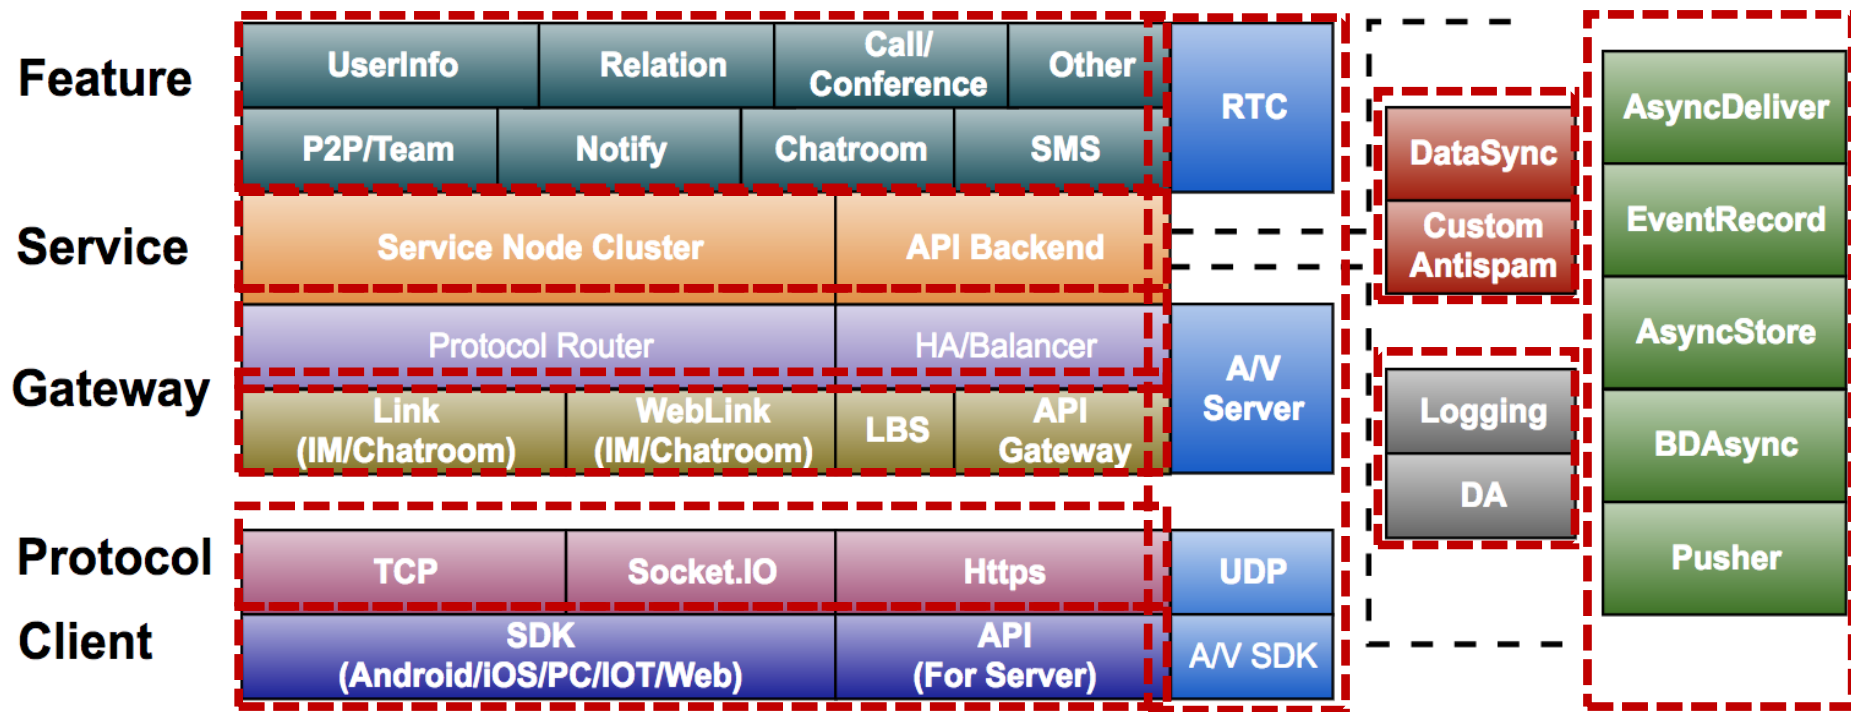 Feature
UserInfo
Relation
Call/
Conference
Other
P2P/Team
Notify
Chatroom
SMS
RTC
Service
Service Node Cluster
API Backend
Gateway
Protocol Router
HA/Balancer
Link
(IM/Chatroom)
WebLink
(IM/Chatroom)
LBS
API
Gateway
A/V
Server
Protocol
TCP
Socket.IO
Https
UDP
Client
SDK
(Android/iOS/PC/IOT/Web)
API
(For Server)
A/V SDK
DataSync
Custom
Antispam
Logging
DA
AsyncDeliver
EventRecord
AsyncStore
BDAsync
Pusher